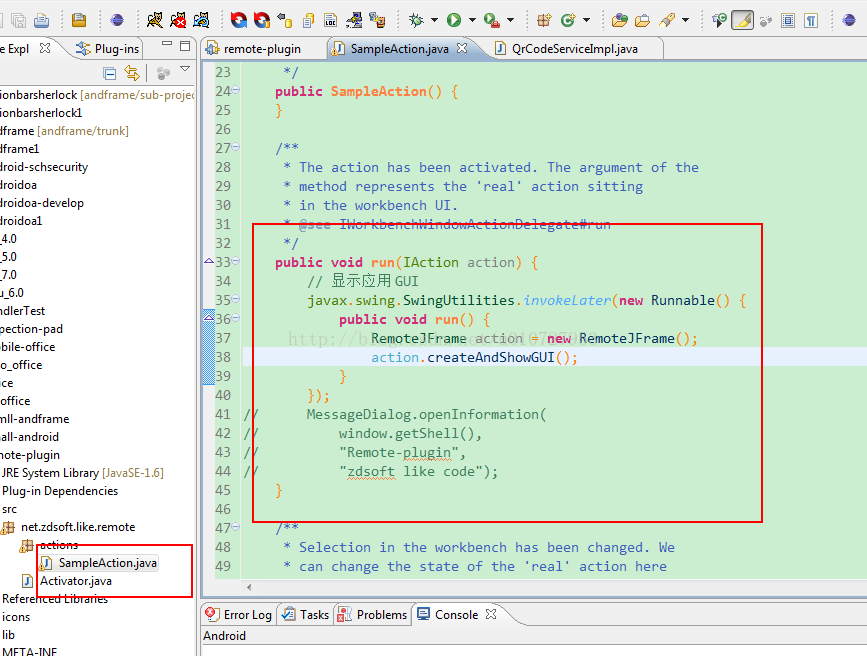 e Expl Plug-ins
remote-plugin SampleAction.java QrCodeServiceImpl.java
ionbarsherlock [andframe/sub-projec
ionbarsherlock1
dframe [andframe/trunk]
dframe1
droid-schsecurity
droidoa
droidoa-develop
droidoa1
_4.0
_5.0
_7.0
u_6.0
ndlerTest
pection-pad
obile-office
o_office
ice
office
mll-andframe
all-android
note-plugin
JRE System Library [JavaSE-1.6]
Plug-in Dependencies
src
net.zdsoft.like.remote
actions
SampleAction.java
Activator.java
Referenced Libraries
icons
lib
META-INF
23 */
24 public SampleAction() {
25 }
26
27 /**
28 * The action has been activated. The argument of the
29 * method represents the 'real' action sitting
30 * in the workbench UI.
31 * @see IWorkbenchWindowActionDelegate#run
32 */
33 public void run(IAction action) {
34 // 显示应用 GUI
35 javax.swing.SwingUtilities.invokeLater(new Runnable() {
36 public void run() {
37 RemoteJFrame action = new RemoteJFrame();
38 action.createAndShowGUI();
39 }
40 });
41 // MessageDialog.openInformation(
42 // window.getShell(),
43 // "Remote-plugin",
44 // "zdsoft like code");
45 }
46
47 /**
48 * Selection in the workbench has been changed. We
49 * can change the state of the 'real' action here
Error Log Tasks Problems Console
Android